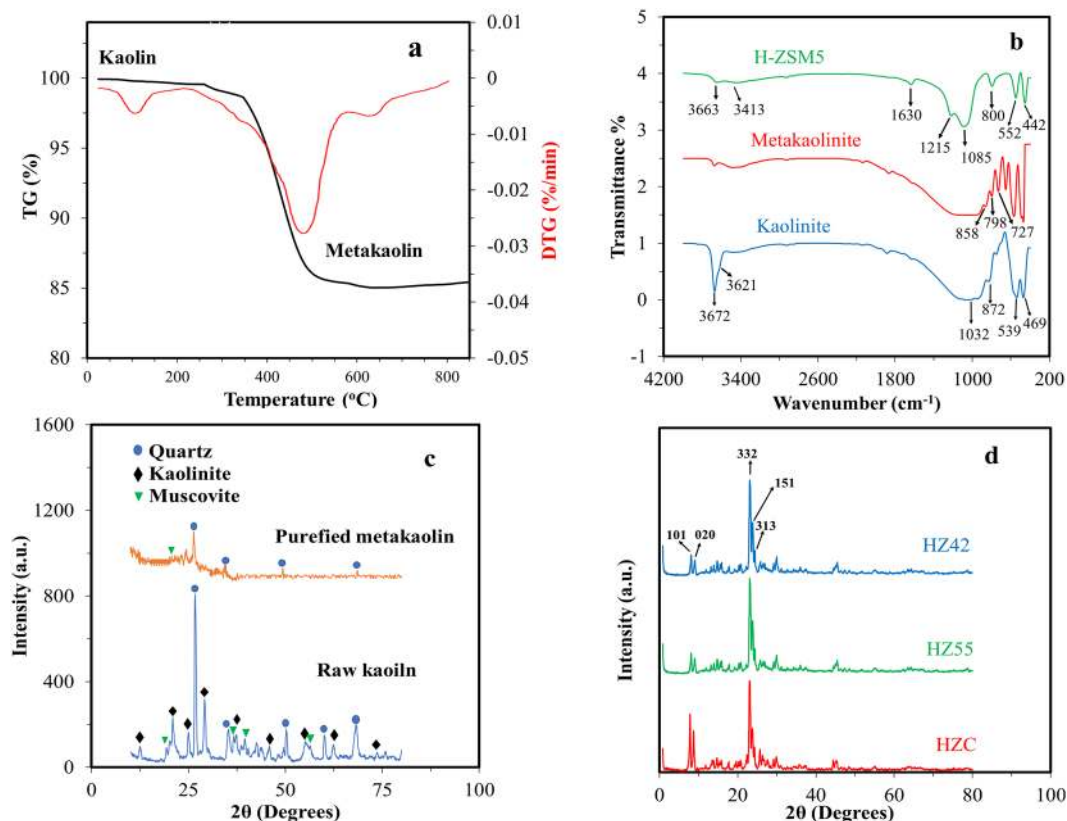 a
Kaolin
Metakaolin
TG (%)
100
95
90
85
80
0.01
0
-0.01
-0.02
-0.03
-0.04
-0.05
DTG (%/min)
0 200 400 600 800
Temperature (oC)
b
H-ZSM5
3663 3413 1630 1215 1085 800 552 442
Metakaolinite
858 798 727
Kaolinite
3672 3621 1032 872 539 469
Transmittance %
5
4
3
2
1
0
-1
4200 3400 2600 1800 1000 200
Wavenumber (cm-1)
c
Quartz
Kaolinite
Muscovite
Purefied metakaolin
Raw kaoiln
Intensity (a.u.)
1600
1300
1100
800
400
0
0 25 50 75 100
2θ (Degrees)
d
332
151
313
101 020
HZ42
HZ55
HZC
Intensity (a.u.)
0 20 40 60 80 100
2θ (Degrees)